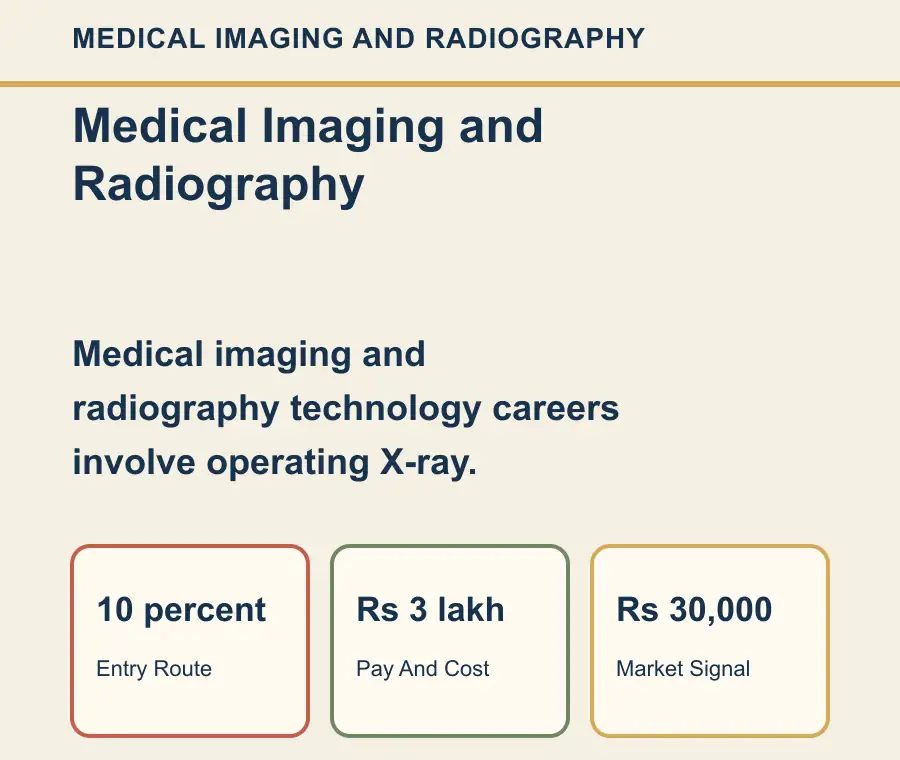 MEDICAL IMAGING AND RADIOGRAPHY
Medical Imaging and
Radiography
Medical imaging and
radiography technology careers
involve operating X-ray.
10 percent
Entry Route
Rs 3 lakh
Pay And Cost
Rs 30,000
Market Signal